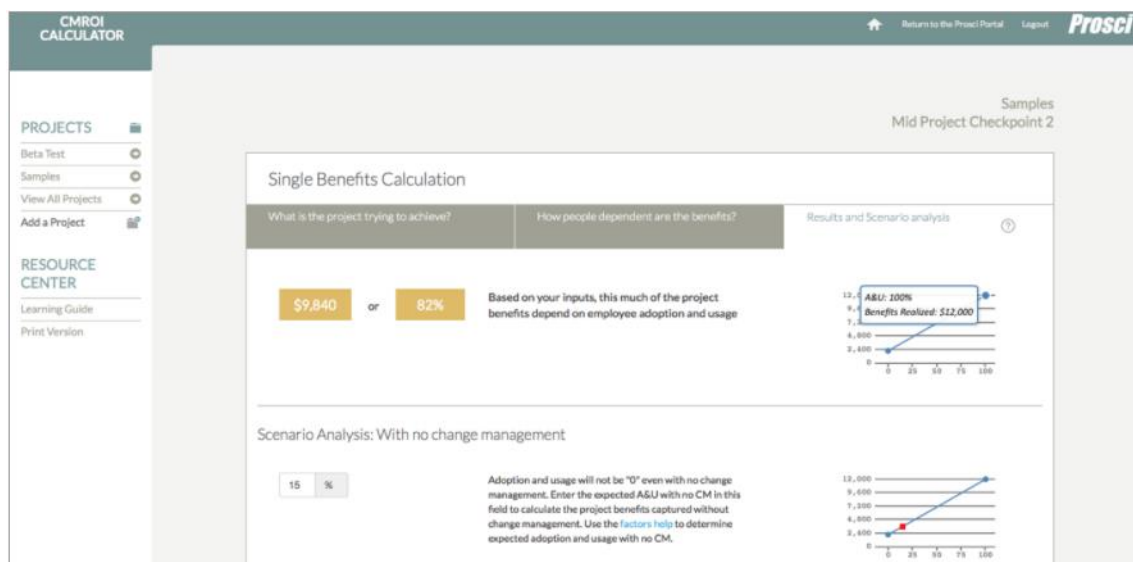 CMROI
CALCULATOR
Return to the Prosci Portal Logout Prosci
Samples
Mid Project Checkpoint 2
PROJECTS
Beta Test
Samples
View All Projects
Add a Project
RESOURCE
CENTER
Learning Guide
Print Version
Single Benefits Calculation
What is the project trying to achieve? How people dependent are the benefits? Results and Scenario analysis ?
$9,840 or 82%
Based on your inputs, this much of the project
benefits depend on employee adoption and usage
A&U: 100%
Benefits Realized: $12,000
4,800
2,400
0
0 25 50 75 100
Scenario Analysis: With no change management
15 %
Adoption and usage will not be "0" even with no change
management. Enter the expected A&U with no CM in this
field to calculate the project benefits captured without
change management. Use the factors help to determine
expected adoption and usage with no CM.
12,000
9,600
7,200
4,800
2,400
0
0 25 50 75 100